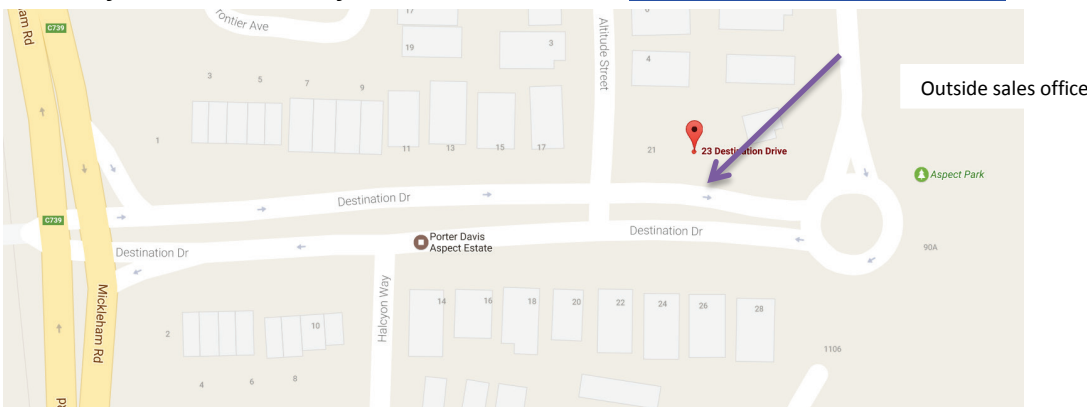 am Rd
C739
rontier Ave
17
19
3
6
4
Altitude Street
Outside sales office
3
5
7
9
1
11
13
15
17
21
23 Destination Drive
Aspect Park
Destination Dr
C739
Destination Dr
Porter Davis
Aspect Estate
Destination Dr
90A
Mickleham Rd
Halcyon Way
14
16
18
20
22
24
26
28
2
10
1106
4
6
8